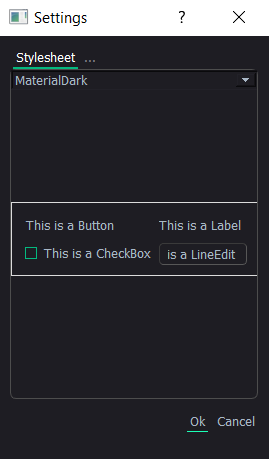 Settings ?
Stylesheet ...
MaterialDark
This is a Button This is a Label
This is a CheckBox is a LineEdit
Ok Cancel